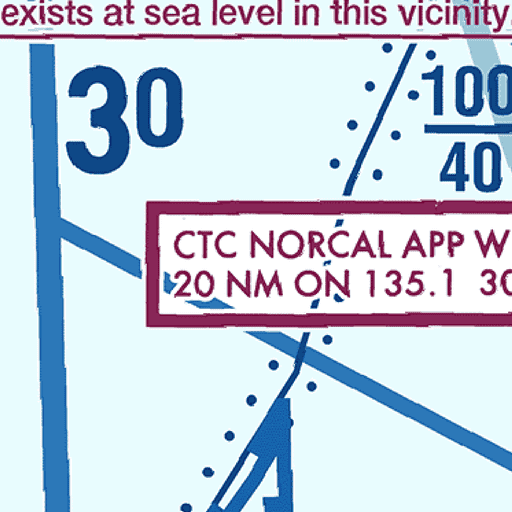 exists at sea level in this vicinity.
30
100
40
CTC NORCAL APP W
20 NM ON 135.1 30